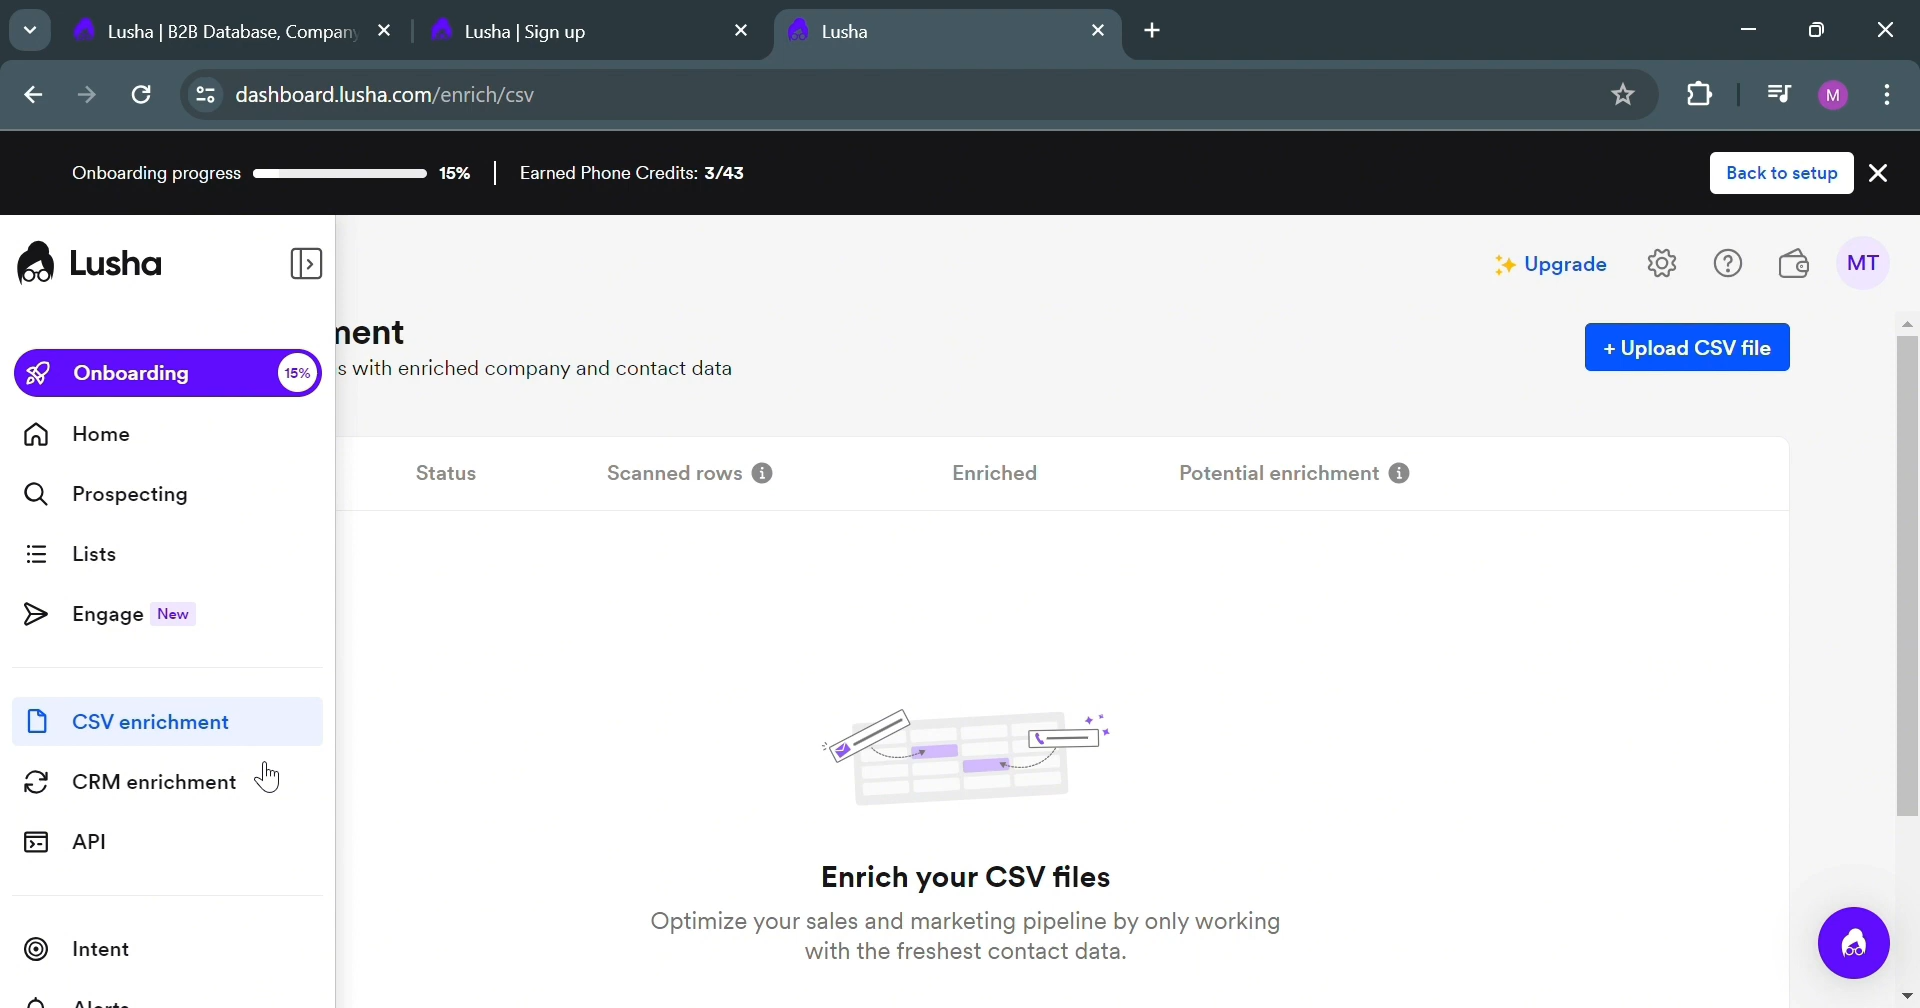 Lusha | B2B Database, Company
Lusha | Sign up
Lusha
dashboard.lusha.com/enrich/csv
M
Onboarding progress 15% Earned Phone Credits: 3/43
Back to setup
Lusha
Upgrade
MT
ment
s with enriched company and contact data
+ Upload CSV file
Onboarding 15%
Home
Prospecting
Lists
Engage New
CSV enrichment
CRM enrichment
API
Intent
Alerts
Status Scanned rows Enriched Potential enrichment
Enrich your CSV files
Optimize your sales and marketing pipeline by only working
with the freshest contact data.